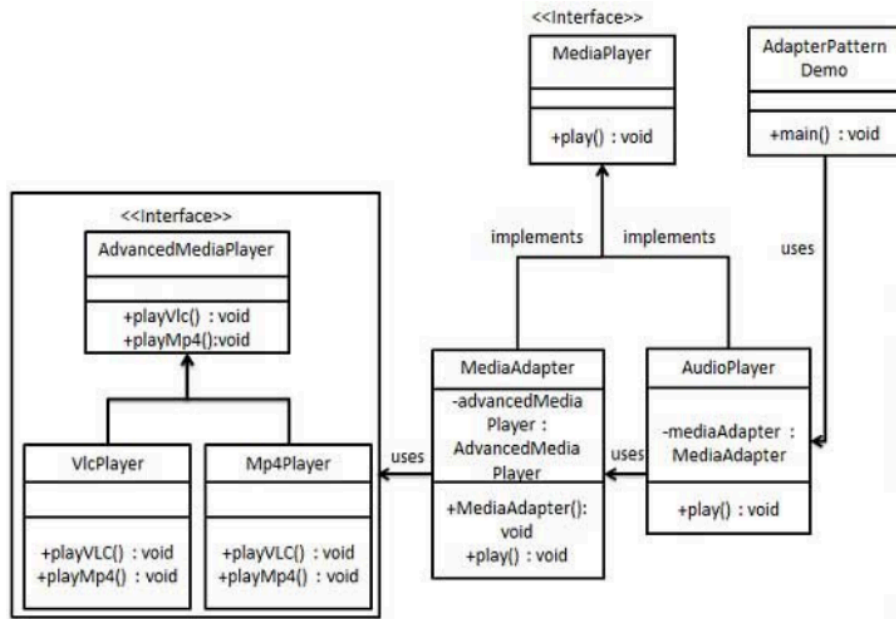 <<Interface>>
MediaPlayer
+play() : void
AdapterPattern
Demo
+main() : void
implements
implements
uses
<<Interface>>
AdvancedMediaPlayer
+playVlc() : void
+playMp4():void
VlcPlayer
+playVLC() : void
+playMp4() : void
Mp4Player
+playVLC() : void
+playMp4() : void
uses
MediaAdapter
-advancedMedia
Player :
AdvancedMedia
Player
+MediaAdapter():
void
+play() : void
uses
AudioPlayer
-mediaAdapter :
MediaAdapter
+play() : void